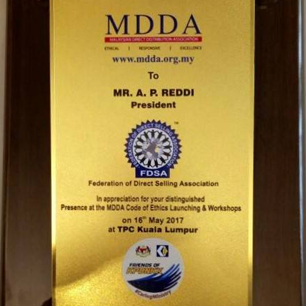 MDDA
MALAYSIAN DIRECT DISTRIBUTION ASSOCIATION
ETHICAL | RESPONSIVE | EXCELLENCE
www.mdda.org.my
To
MR. A. P. REDDI
President
FDSA
Federation of Direct Selling Association
In appreciation for your distinguished
Presence at the MDDA Code of Ethics Launching & Workshops
on 16th May 2017
at TPC Kuala Lumpur
FRIENDS OF
KPDNKK